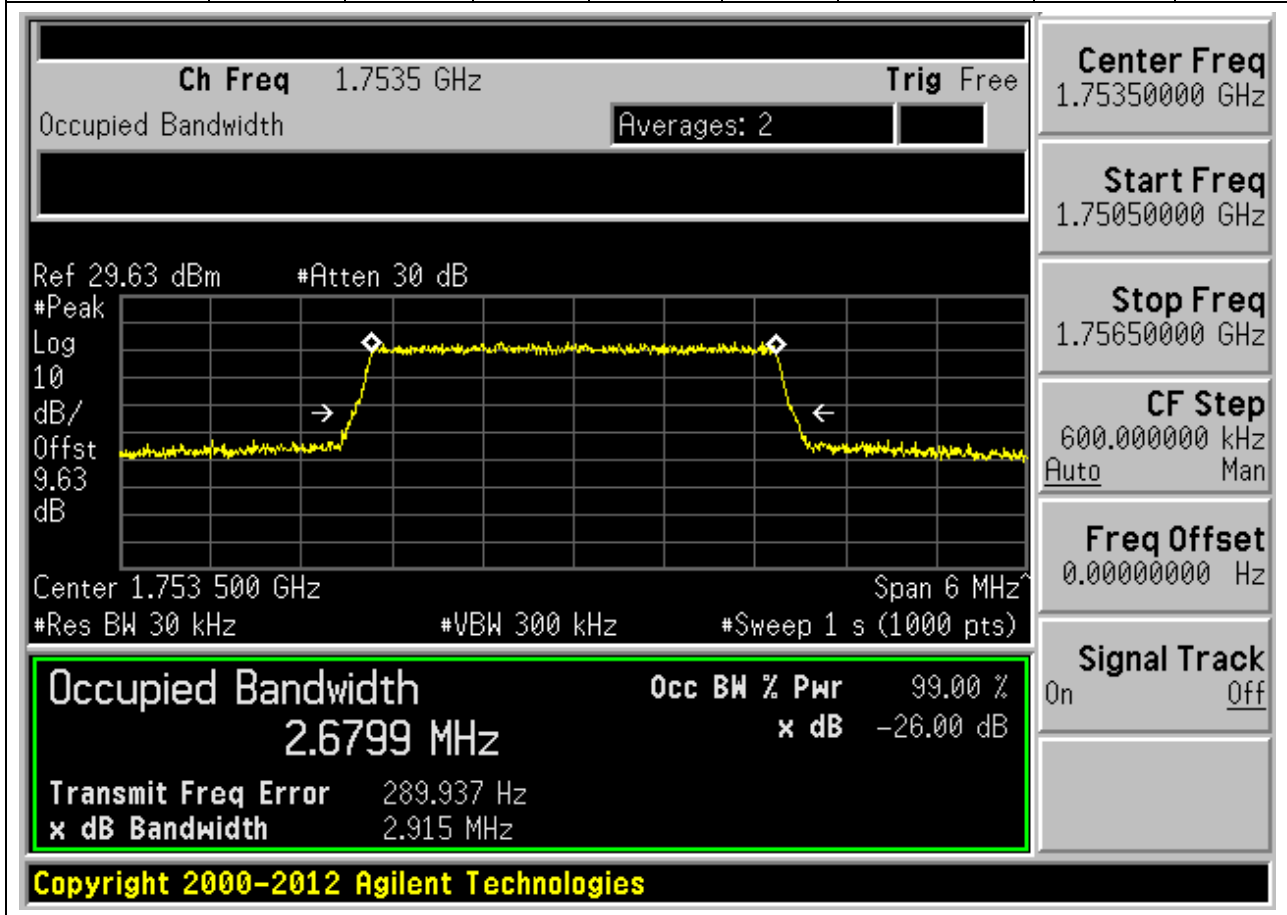 Ch Freq 1.7535 GHz Trig Free
Occupied Bandwidth Averages: 2
Ref 29.63 dBm #Atten 30 dB
#Peak
Log
10
dB/
Offst
9.63
dB
Center 1.753 500 GHz Span 6 MHz^
#Res BW 30 kHz #VBW 300 kHz #Sweep 1 s (1000 pts)
Occupied Bandwidth Occ BW % Pwr 99.00 %
2.6799 MHz x dB -26.00 dB
Transmit Freq Error 289.937 Hz
x dB Bandwidth 2.915 MHz
Copyright 2000-2012 Agilent Technologies
Center Freq
1.75350000 GHz
Start Freq
1.75050000 GHz
Stop Freq
1.75650000 GHz
CF Step
600.000000 kHz
Auto Man
Freq Offset
0.00000000 Hz
Signal Track
On Off